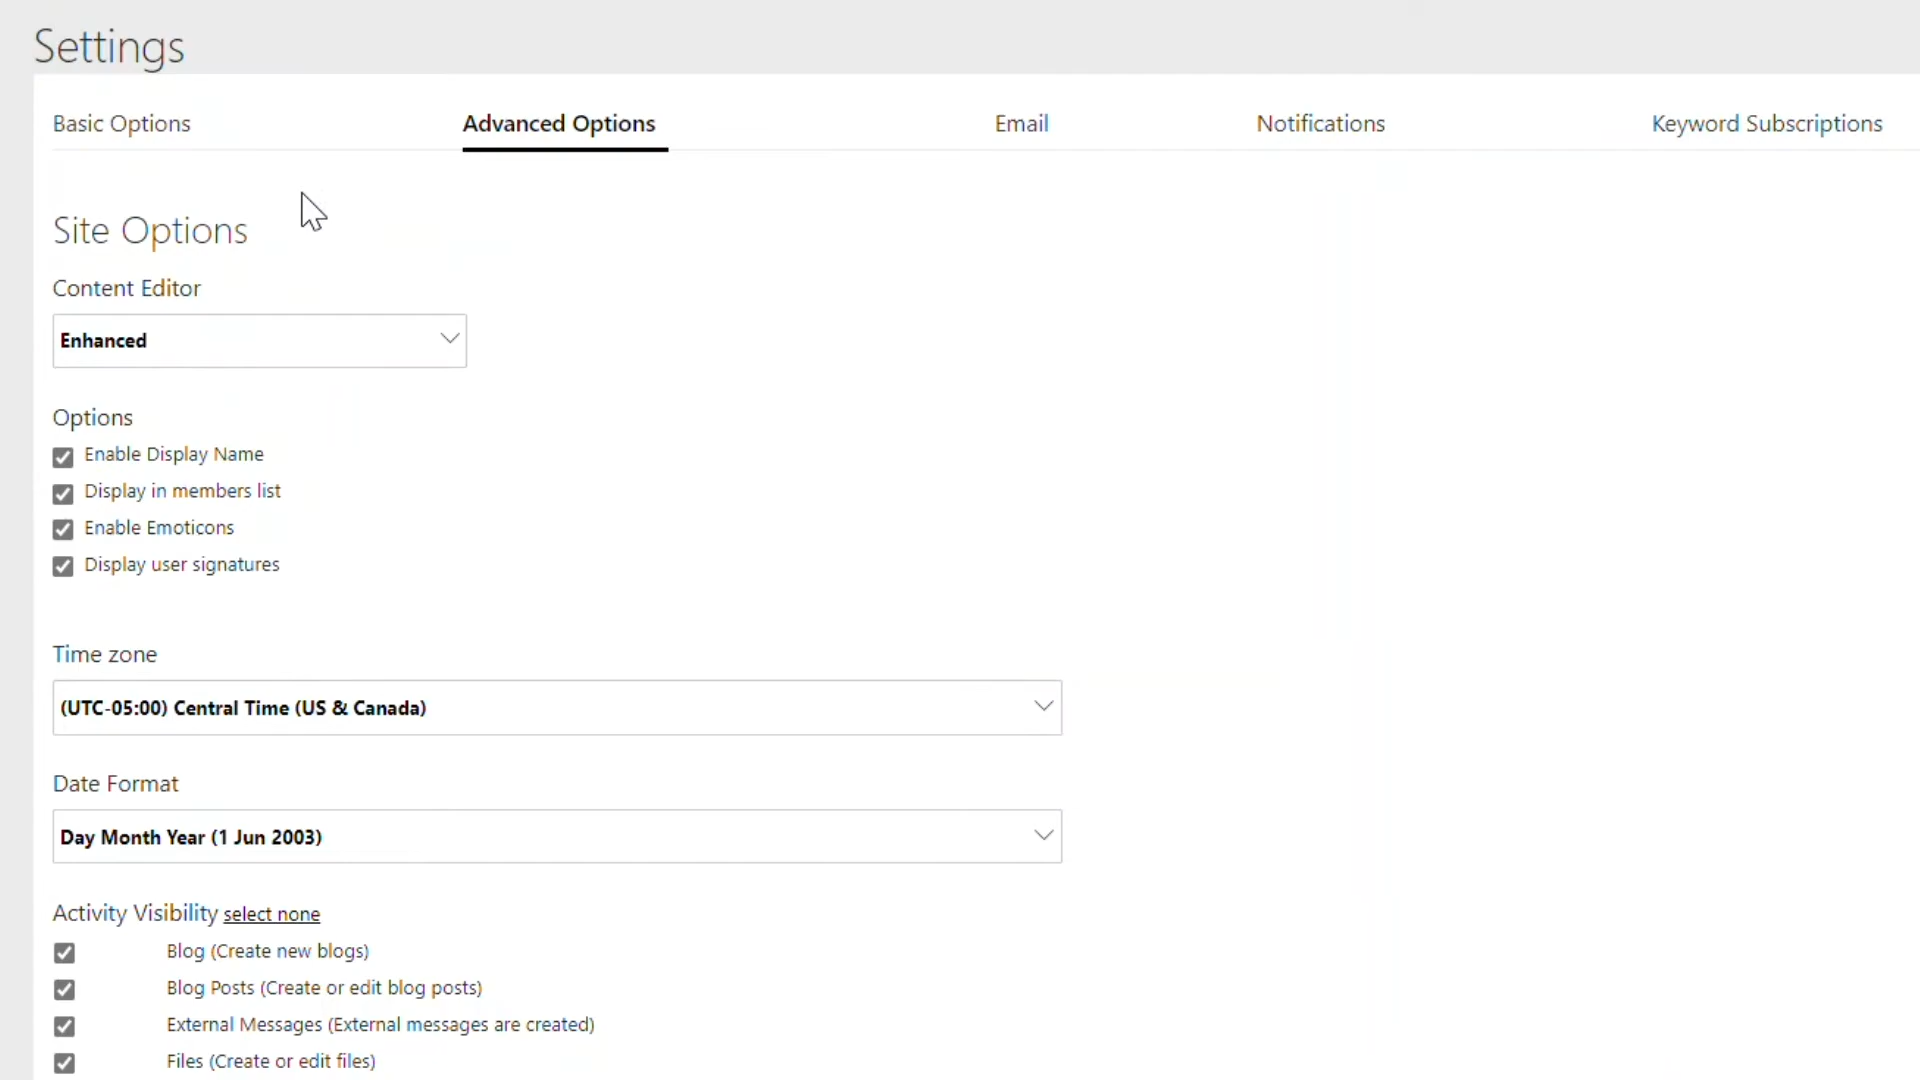 Settings
Basic Options
Advanced Options
Email
Notifications
Keyword Subscriptions
Site Options
Content Editor
Enhanced
Options
Enable Display Name
Display in members list
Enable Emoticons
Display user signatures
Time zone
(UTC-05:00) Central Time (US & Canada)
Date Format
Day Month Year (1 Jun 2003)
Activity Visibility select none
Blog (Create new blogs)
Blog Posts (Create or edit blog posts)
External Messages (External messages are created)
Files (Create or edit files)